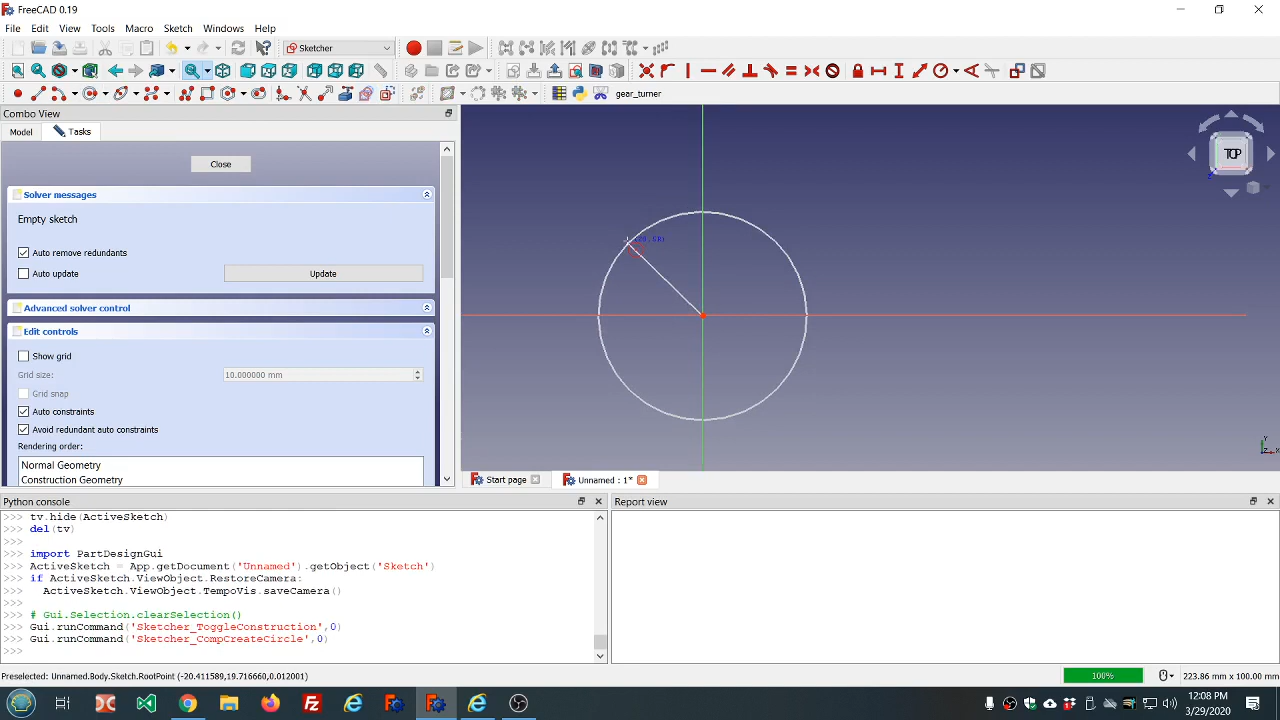 FreeCAD 0.19
File Edit View Tools Macro Sketch Windows Help
Sketcher
gear_turner
Combo View
Model Tasks
Close
Solver messages
Empty sketch
Auto remove redundants
Auto update Update
Advanced solver control
Edit controls
Show grid
Grid size: 10.000000 mm
Grid snap
Auto constraints
Avoid redundant auto constraints
Rendering order:
Normal Geometry
Construction Geometry
TOP
Start page Unnamed : 1*
Python console
>>> tv.hide(ActiveSketch)
>>> del(tv)
>>>
>>> import PartDesignGui
>>> ActiveSketch = App.getDocument('Unnamed').getObject('Sketch')
>>> if ActiveSketch.ViewObject.RestoreCamera:
>>> ActiveSketch.ViewObject.TempoVis.saveCamera()
>>>
>>> # Gui.Selection.clearSelection()
>>> Gui.runCommand('Sketcher_ToggleConstruction',0)
>>> Gui.runCommand('Sketcher_CompCreateCircle',0)
>>>
Report view
Preselected: Unnamed.Body.Sketch.RootPoint (-20.411589,19.716660,0.012001)
100%
223.86 mm x 100.00 mm
12:08 PM
3/29/2020